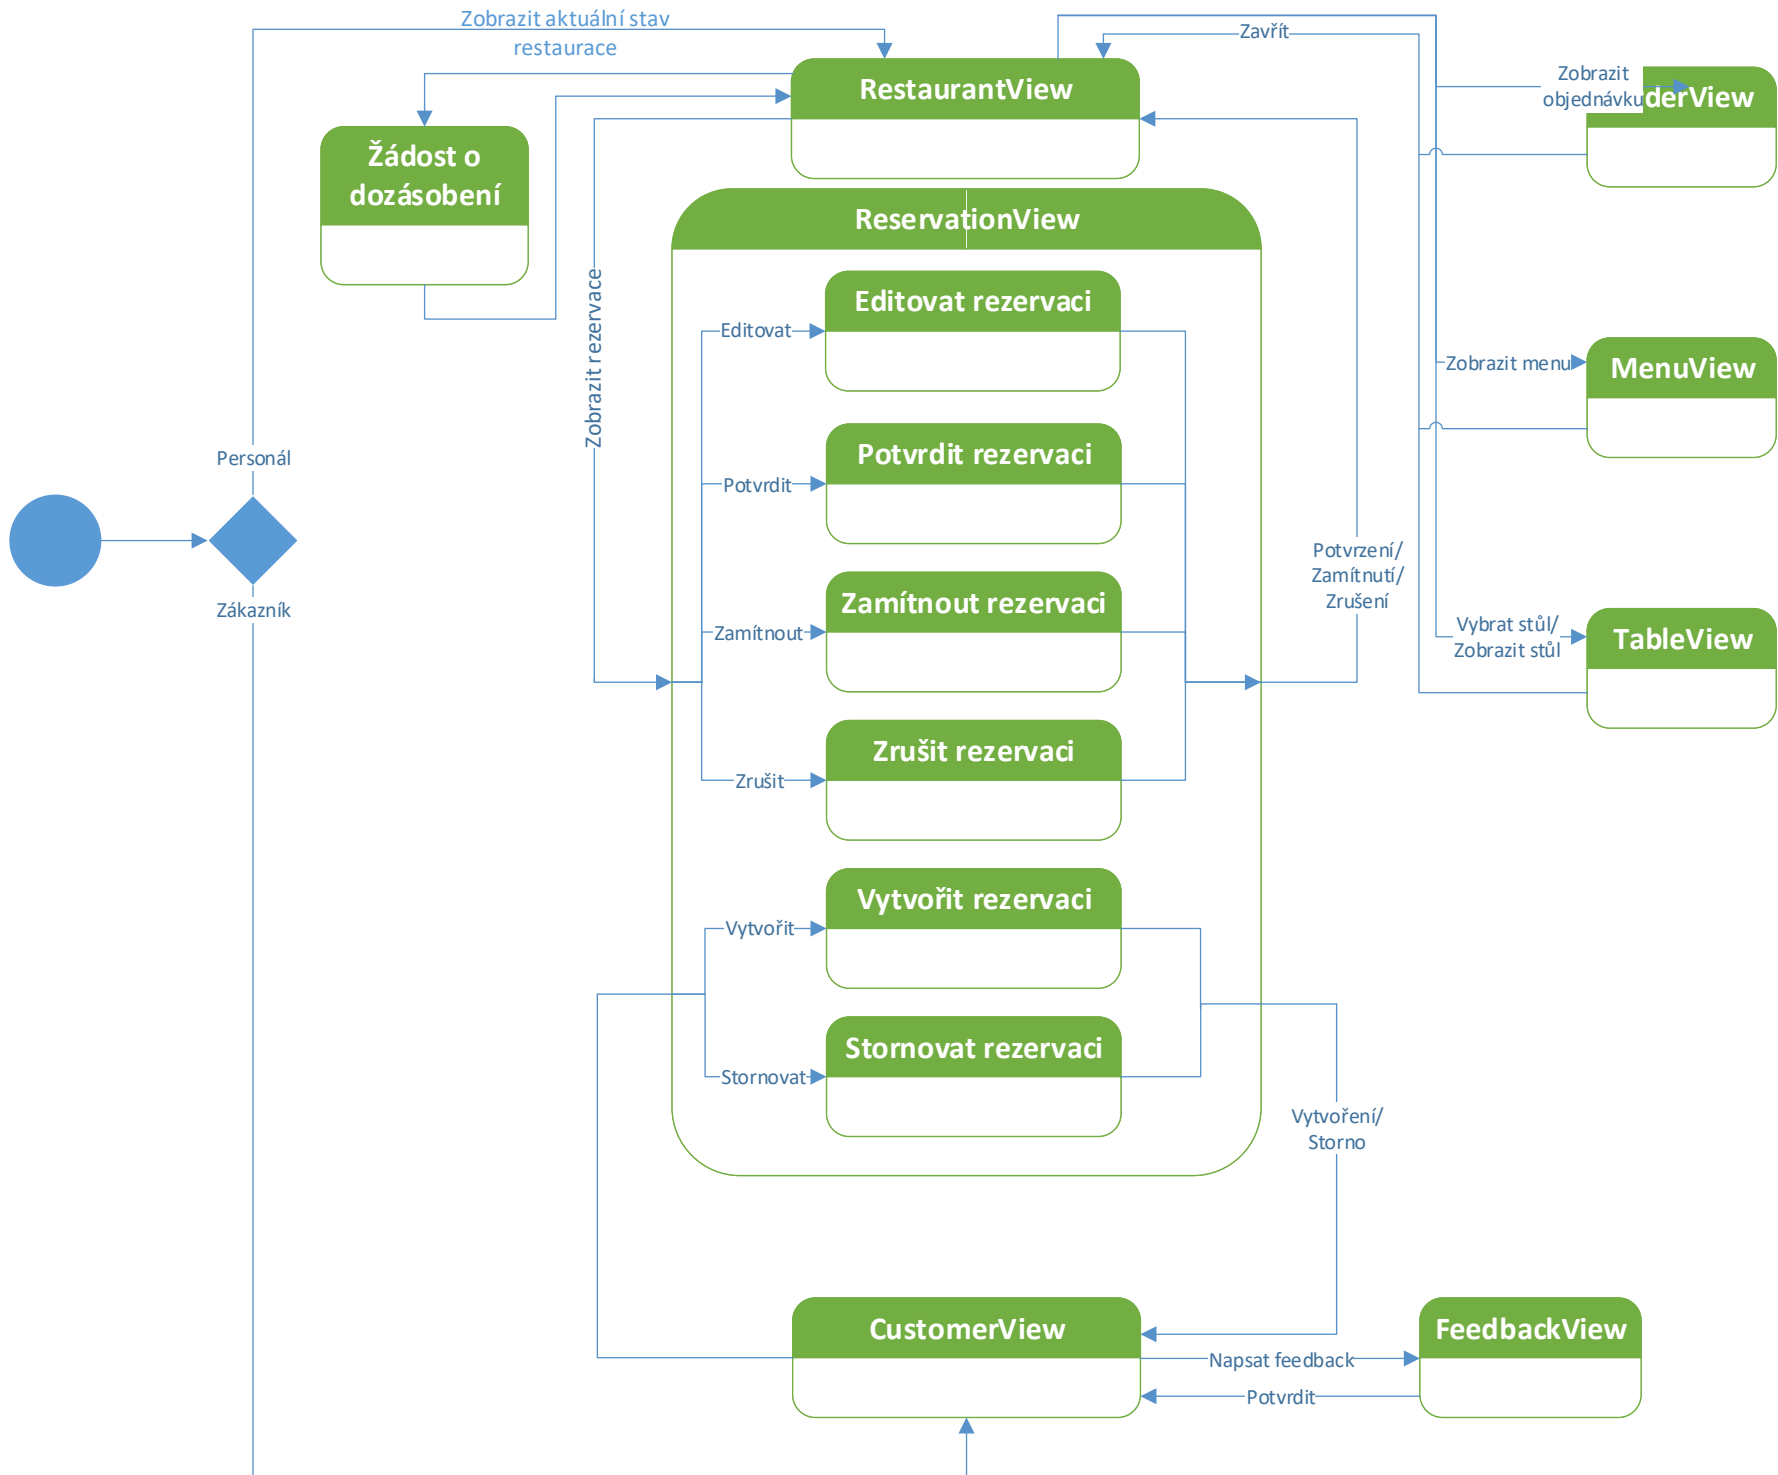 Zobrazit aktuální stav
restaurace
Zavřít
RestaurantView
Zobrazit
objednávku
derView
Žádost o
dozásobení
ReservationView
Zobrazit rezervace
Editovat rezervaci
Editovat
Zobrazit menu
MenuView
Potvrdit rezervaci
Personál
Potvrdit
Potvrzení/
Zamítnutí/
Zrušení
Zákazník
Zamítnout rezervaci
Zamítnout
Vybrat stůl/
Zobrazit stůl
TableView
Zrušit rezervaci
Zrušit
Vytvořit rezervaci
Vytvořit
Stornovat rezervaci
Stornovat
Vytvoření/
Storno
CustomerView
FeedbackView
Napsat feedback
Potvrdit